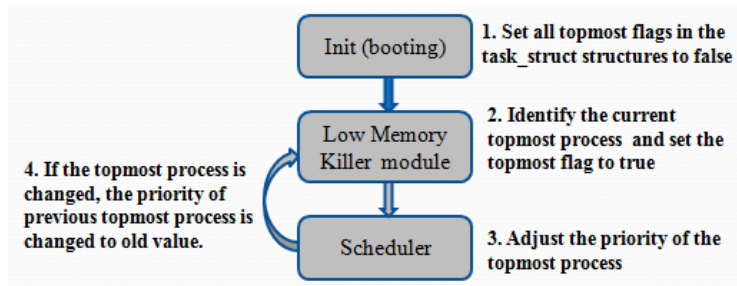 Init (booting)
1. Set all topmost flags in the
task_struct structures to false
Low Memory
Killer module
2. Identify the current
topmost process and set the
topmost flag to true
4. If the topmost process is
changed, the priority of
previous topmost process is
changed to old value.
Scheduler
3. Adjust the priority of the
topmost process